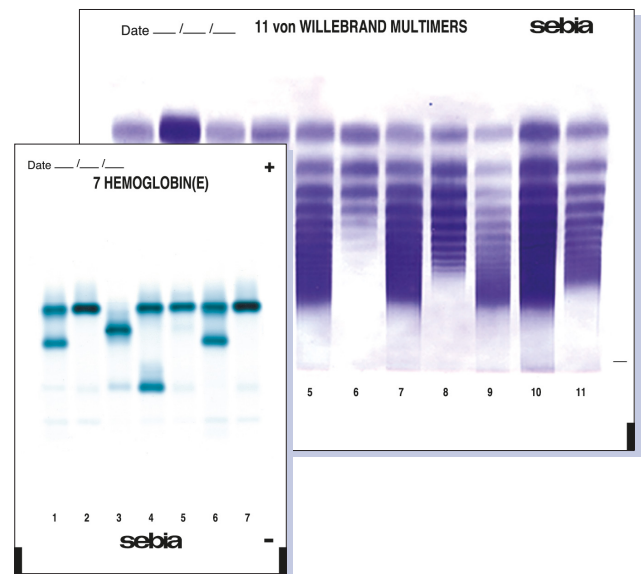 Date ___ /___ /___ 11 von WILLEBRAND MULTIMERS sebia
5 6 7 8 9 10 11
Date ___ /___ /___ +
7 HEMOGLOBIN(E)
1 2 3 4 5 6 7
sebia -